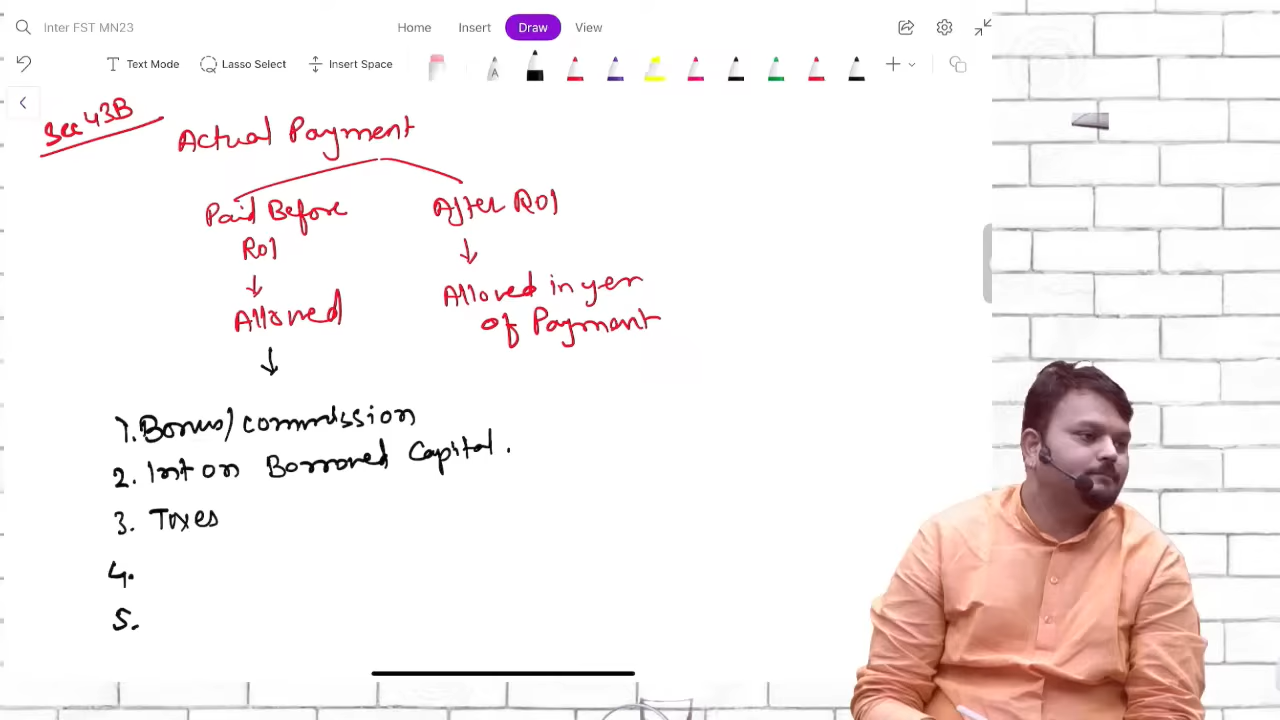 Inter FST MN23
Home
Insert
Draw
View
Text Mode
Lasso Select
Insert Space
A
Sec 43B
Actual Payment
Paid Before
ROI
Allowed
After ROI
Allowed in year
of Payment
1. Bonus/commission
2. Int on Borrowed Capital.
3. Taxes
4.
5.